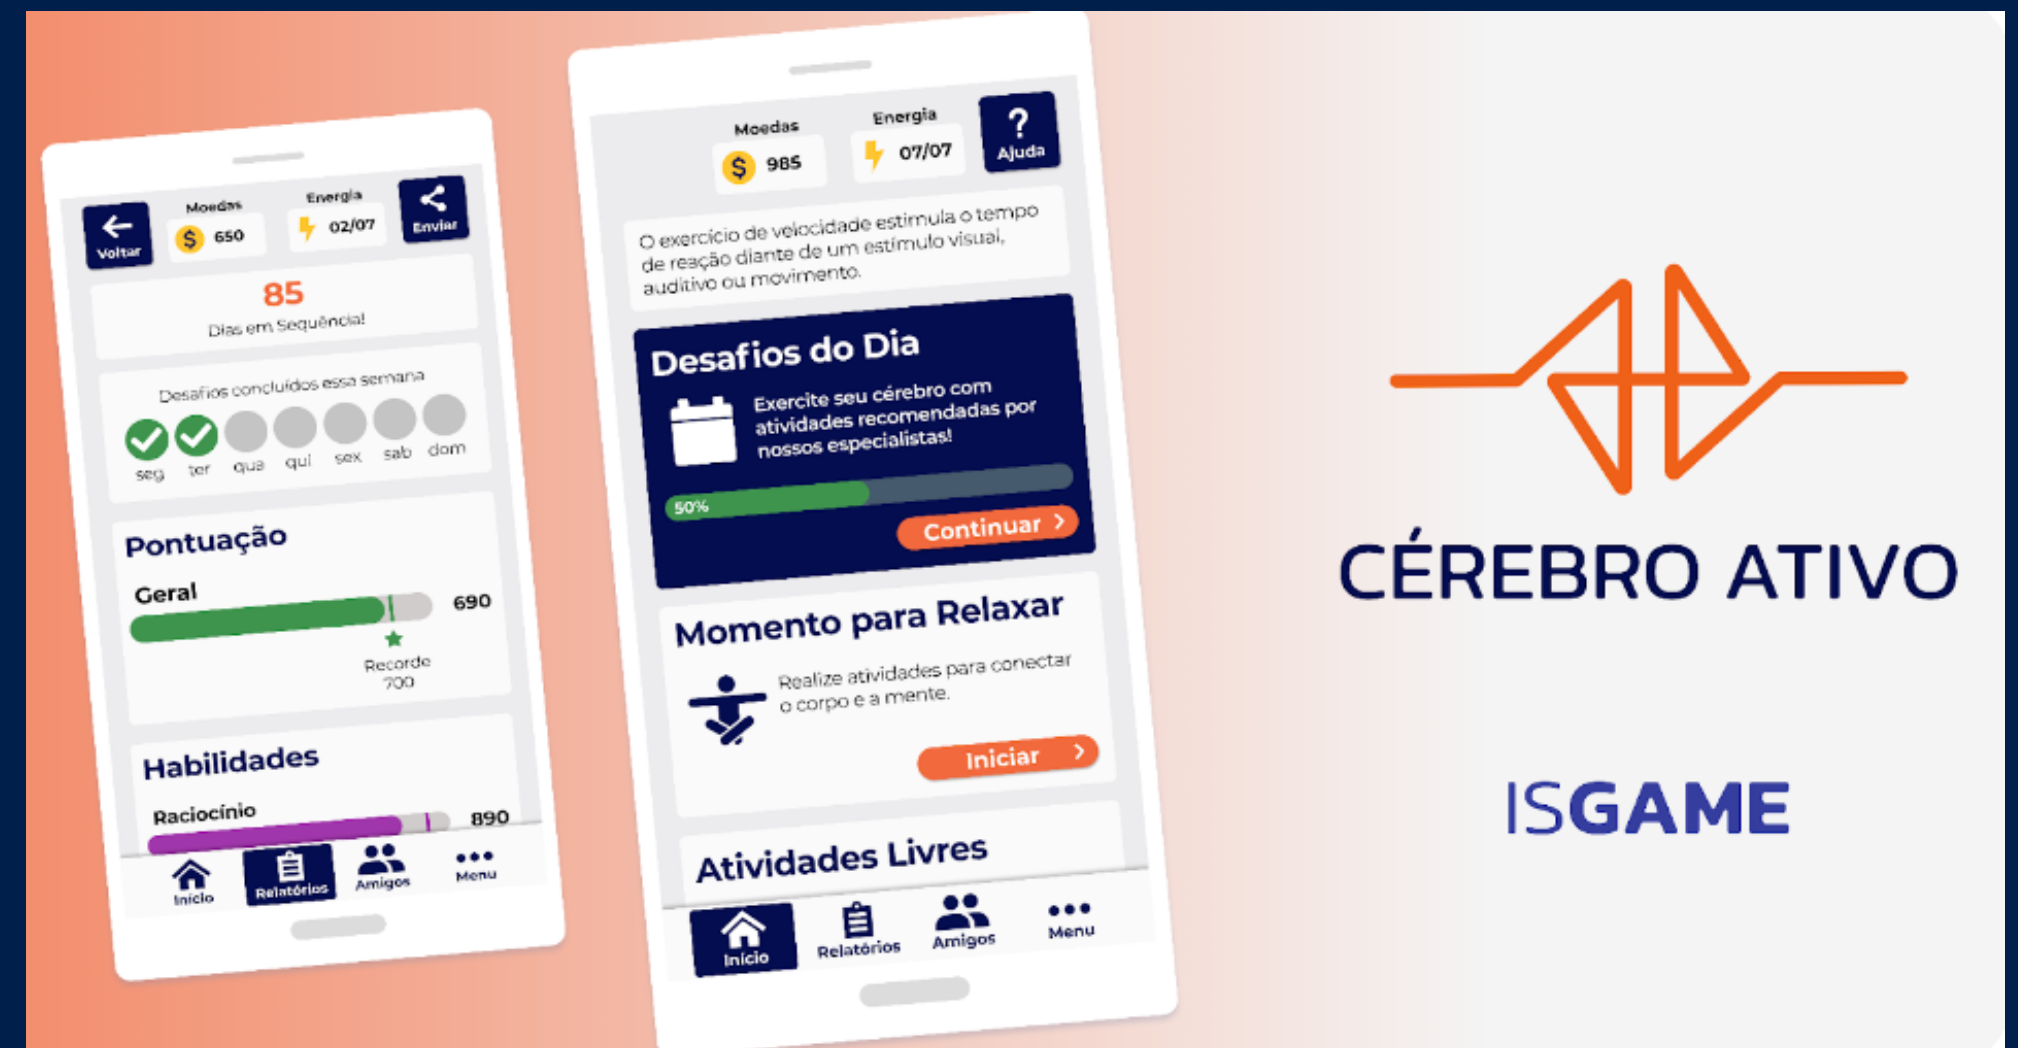 Voltar
Moedas
$ 650
Energia
02/07
Enviar
85
Dias em Sequência!
Desafios concluídos essa semana
seg ter qua qui sex sab dom
Pontuação
Geral
690
Recorde
700
Habilidades
Raciocínio
890
Início Relatórios Amigos Menu
Moedas
$ 985
Energia
07/07
?
Ajuda
O exercício de velocidade estimula o tempo
de reação diante de um estímulo visual,
auditivo ou movimento.
Desafios do Dia
Exercite seu cérebro com
atividades recomendadas por
nossos especialistas!
50%
Continuar >
Momento para Relaxar
Realize atividades para conectar
o corpo e a mente.
Iniciar >
Atividades Livres
Início Relatórios Amigos Menu
CÉREBRO ATIVO
ISGAME